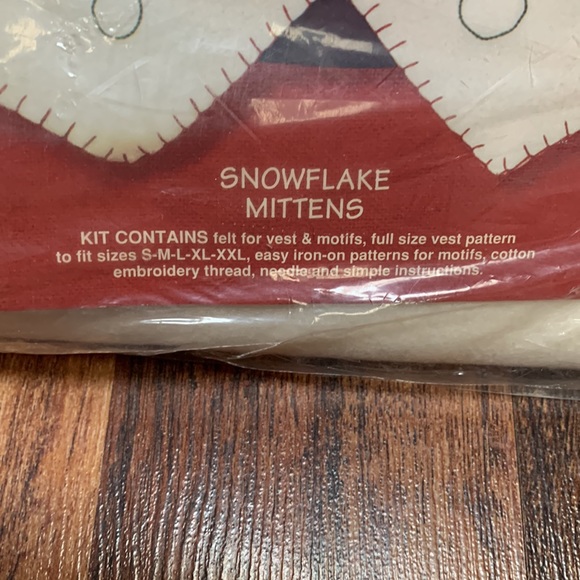 SNOWFLAKE
MITTENS
KIT CONTAINS felt for vest & motifs, full size vest pattern
to fit sizes S-M-L-XL-XXL, easy iron-on patterns for motifs, cotton
embroidery thread, needle and simple instructions.